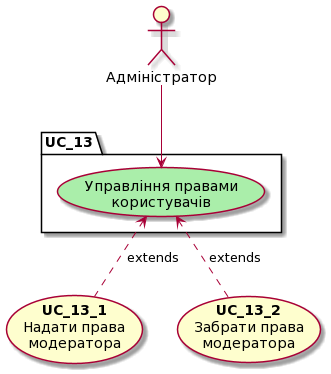 Адміністратор
UC_13
Управління правами
користувачів
extends
extends
UC_13_1
Надати права
модератора
UC_13_2
Забрати права
модератора